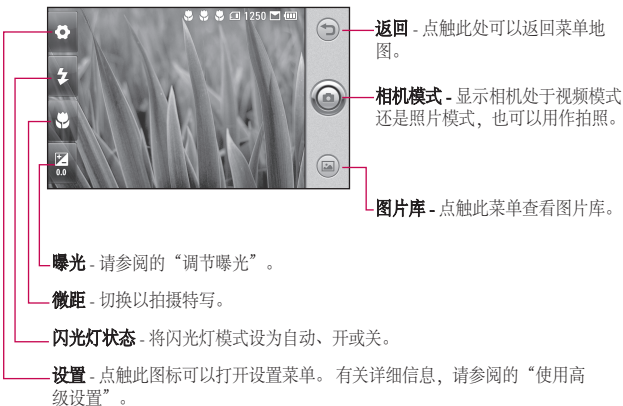 1250
0.0
返回 - 点触此处可以返回菜单地
图。
相机模式 - 显示相机处于视频模式
还是照片模式，也可以用作拍照。
图片库 - 点触此菜单查看图片库。
曝光 - 请参阅的“调节曝光”。
微距 - 切换以拍摄特写。
闪光灯状态 - 将闪光灯模式设为自动、开或关。
设置 - 点触此图标可以打开设置菜单。 有关详细信息，请参阅的“使用高
级设置”。